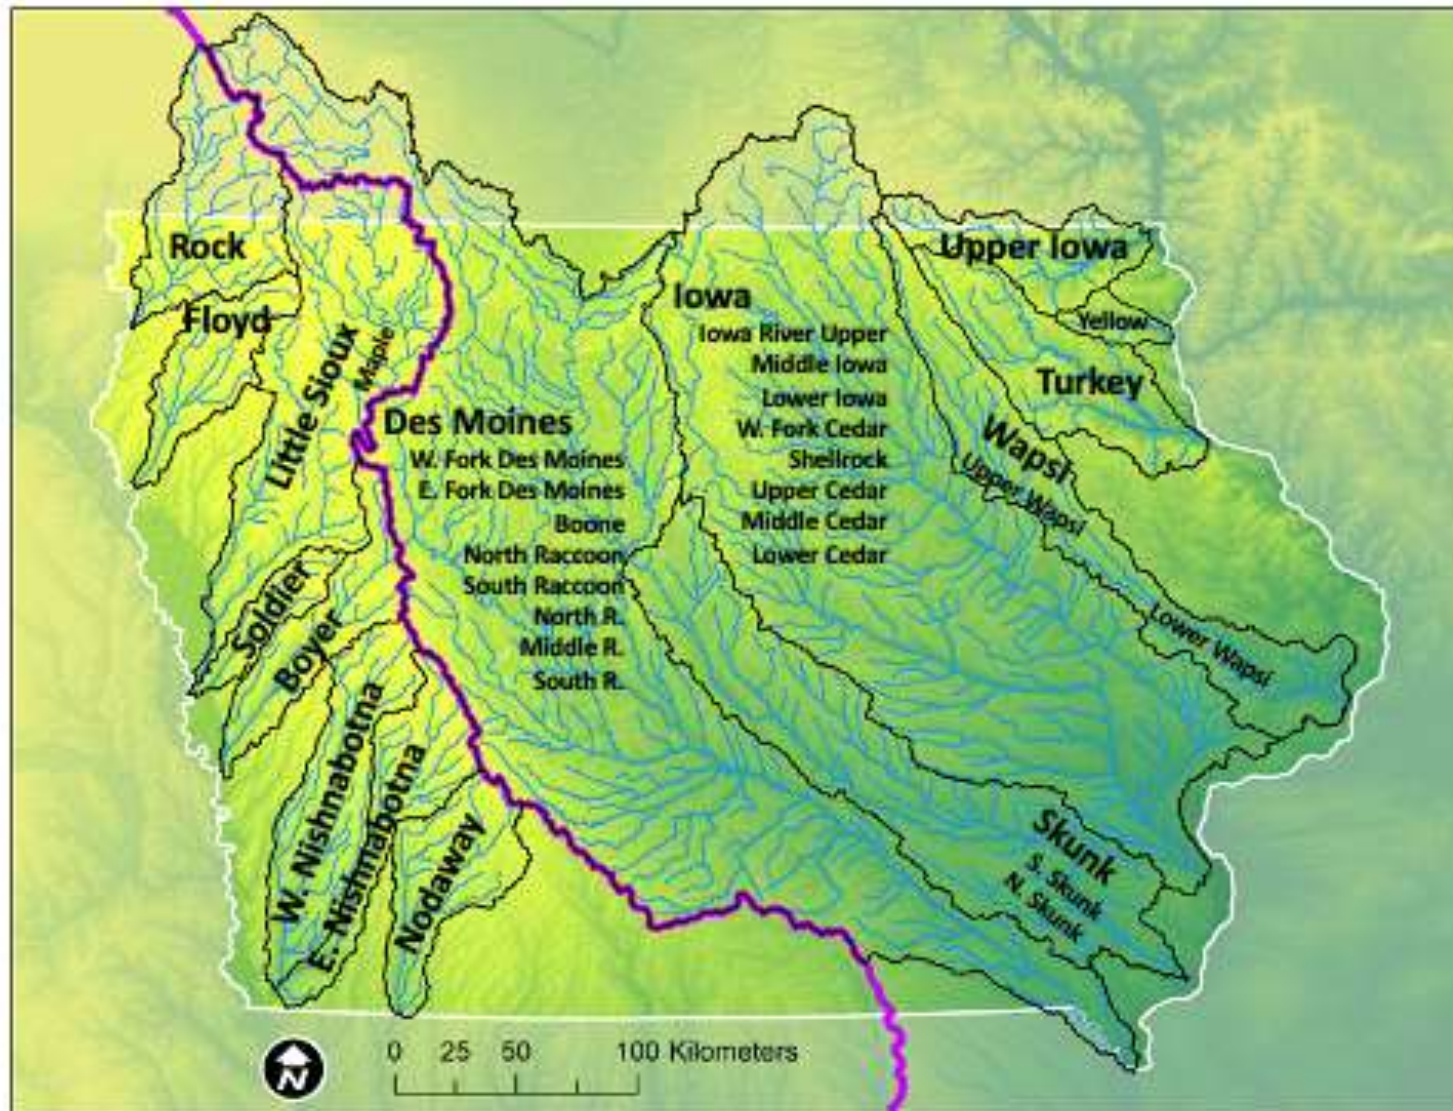 Rock
Upper Iowa
Floyd
Iowa
Yellow
Little Sioux
Maple
Iowa River Upper
Middle Iowa
Lower Iowa
W. Fork Cedar
Shellrock
Upper Cedar
Middle Cedar
Lower Cedar
Turkey
Des Moines
W. Fork Des Moines
E. Fork Des Moines
Boone
North Raccoon
South Raccoon
North R.
Middle R.
South R.
Wapsi
Upper Wapsi
Lower Wapsi
Soldier
Boyer
W. Nishnabotna
E. Nishnabotna
Nodaway
Skunk
S. Skunk
N. Skunk
N
0 25 50 100 Kilometers